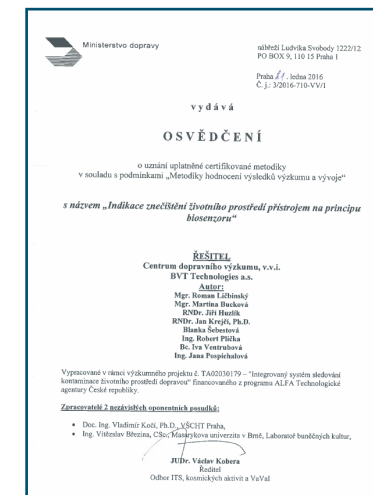 Ministerstvo dopravy
nábřeží Ludvíka Svobody 1222/12
PO BOX 9, 110 15 Praha 1
Praha 21. ledna 2016
Č. j.: 3/2016-710-VV/1
vydává
OSVĚDČENÍ
o uznání uplatněné certifikované metodiky
v souladu s podmínkami „Metodiky hodnocení výsledků výzkumu a vývoje“
s názvem „Indikace znečištění životního prostředí přístrojem na principu
biosenzoru“
ŘEŠITEL
Centrum dopravního výzkumu, v.v.i.
BVT Technologies a.s.
Autor:
Mgr. Roman Ličbinský
Mgr. Martina Bucková
RNDr. Jiří Huzlík
RNDr. Jan Krejčí, Ph.D.
Blanka Šebestová
Ing. Robert Plička
Bc. Iva Ventrubová
Ing. Jana Pospíchalová
Vypracované v rámci výzkumného projektu č. TA02030179 – "Integrovaný systém sledování
kontaminace životního prostředí dopravou" financovaného z programu ALFA Technologické
agentury České republiky.
Zpracovatelé 2 nezávislých oponentních posudků:
• Doc. Ing. Vladimír Kočí, Ph.D., VŠCHT Praha,
• Ing. Vítězslav Březina, CSc., Masarykova univerzita v Brně, Laboratoř buněčných kultur,
JUDr. Václav Kobera
Ředitel
Odbor ITS, kosmických aktivit a VaVaI